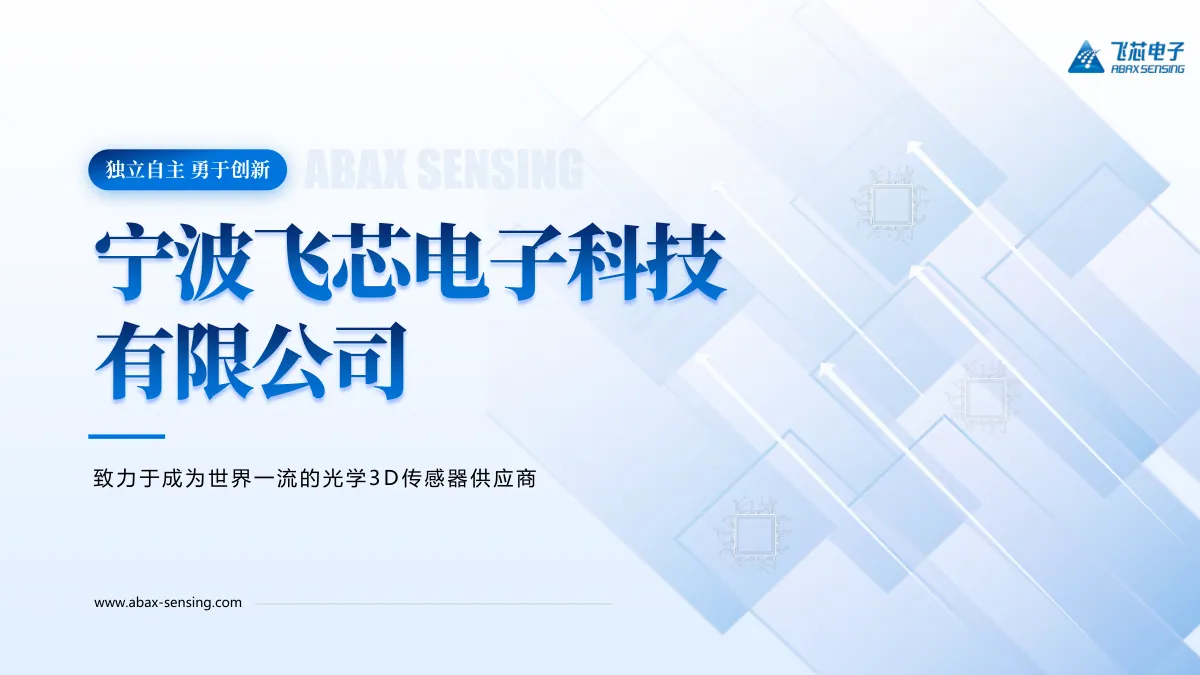 飞芯电子
ABAX SENSING
独立自主 勇于创新
ABAX SENSING
宁波飞芯电子科技
有限公司
致力于成为世界一流的光学3D传感器供应商
www.abax-sensing.com